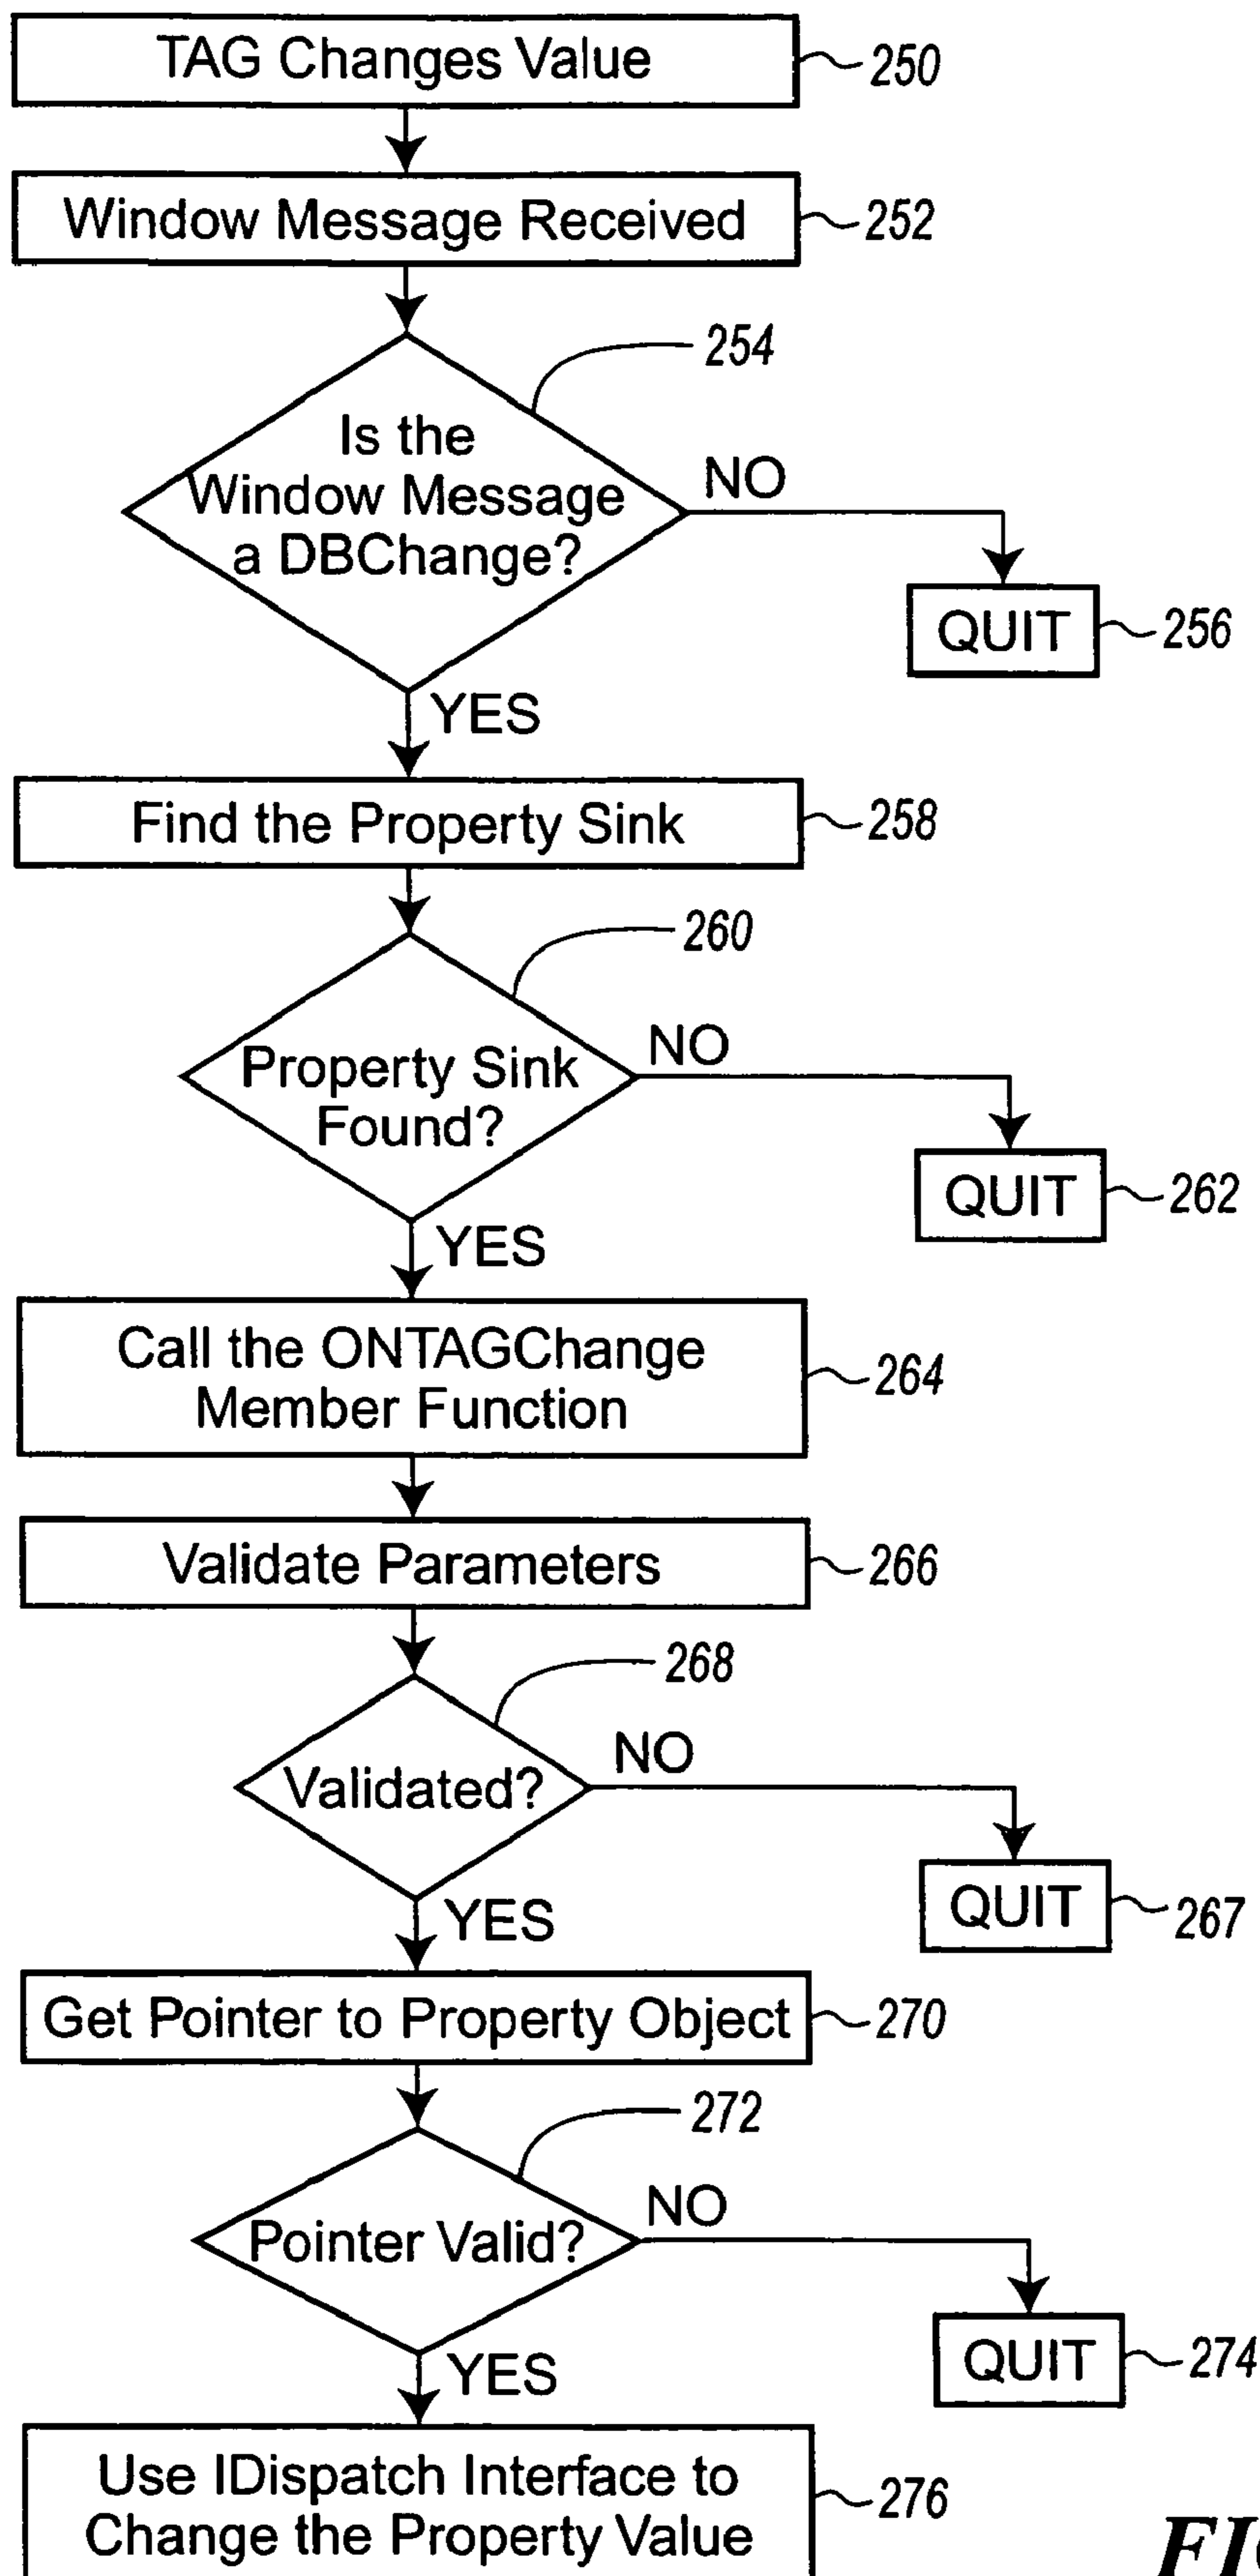 TAG Changes Value
250
Window Message Received
252
254
Is the
Window Message
a DBChange?
NO
QUIT
256
YES
Find the Property Sink
258
260
Property Sink
Found?
NO
QUIT
262
YES
Call the ONTAGChange
Member Function
264
Validate Parameters
266
268
Validated?
NO
QUIT
267
YES
Get Pointer to Property Object
270
272
Pointer Valid?
NO
QUIT
274
YES
Use IDispatch Interface to
Change the Property Value
276